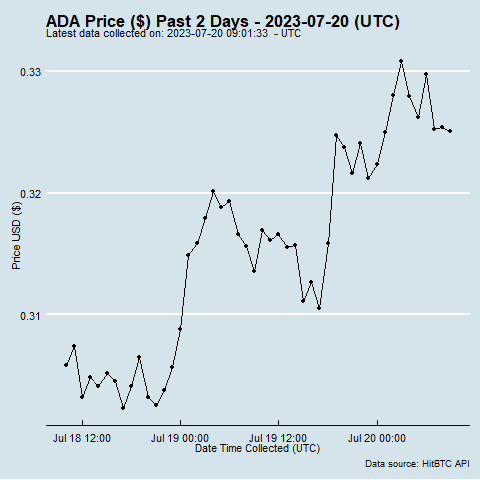 ADA Price ($) Past 2 Days - 2023-07-20 (UTC)
Latest data collected on: 2023-07-20 09:01:33 - UTC
0.33
0.32
0.31
Price USD ($)
Jul 18 12:00
Jul 19 00:00
Jul 19 12:00
Jul 20 00:00
Date Time Collected (UTC)
Data source: HitBTC API